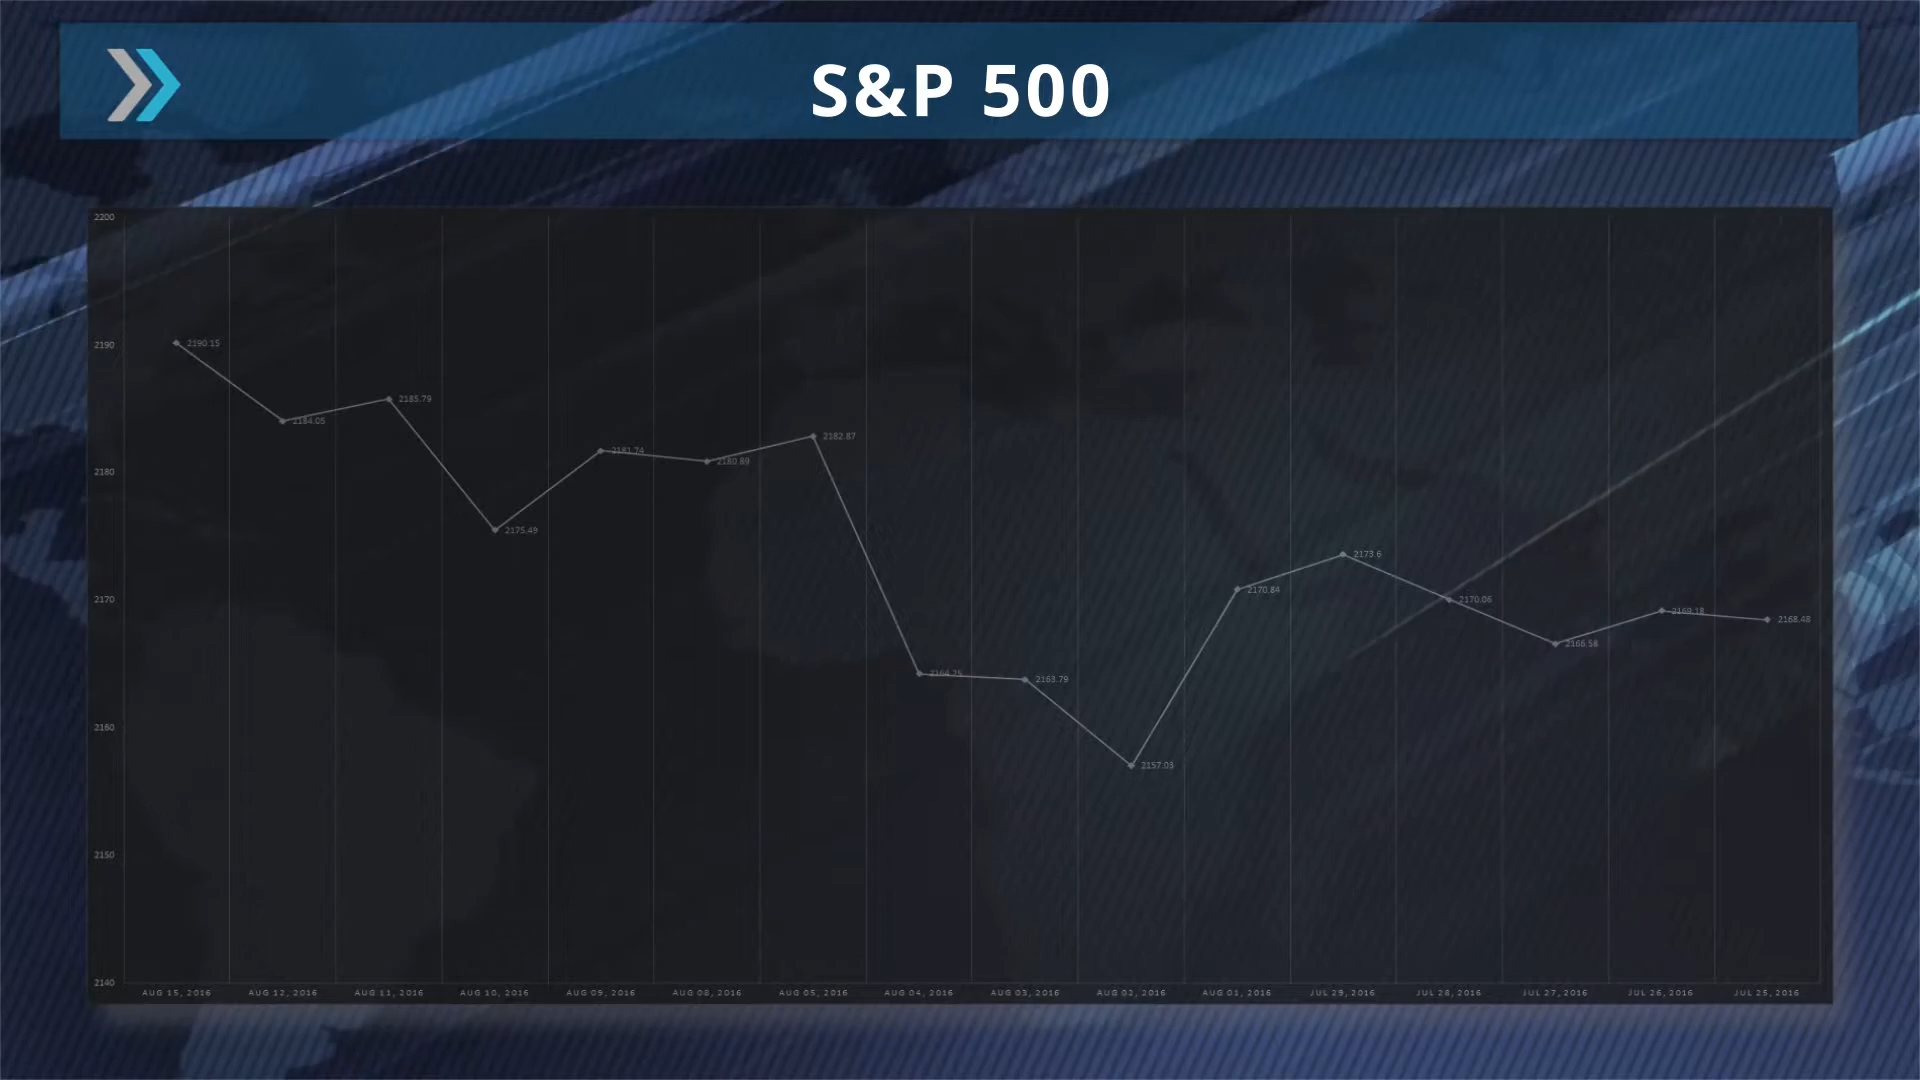 S&P 500
2200
2190
2180
2170
2160
2150
2140
2190.15
2184.05
2185.79
2175.49
2181.74
2180.89
2182.87
2164.25
2163.79
2157.03
2170.84
2173.6
2170.06
2166.58
2169.18
2168.48
AUG 15, 2016
AUG 12, 2016
AUG 11, 2016
AUG 10, 2016
AUG 09, 2016
AUG 08, 2016
AUG 05, 2016
AUG 04, 2016
AUG 03, 2016
AUG 02, 2016
AUG 01, 2016
JUL 29, 2016
JUL 28, 2016
JUL 27, 2016
JUL 26, 2016
JUL 25, 2016